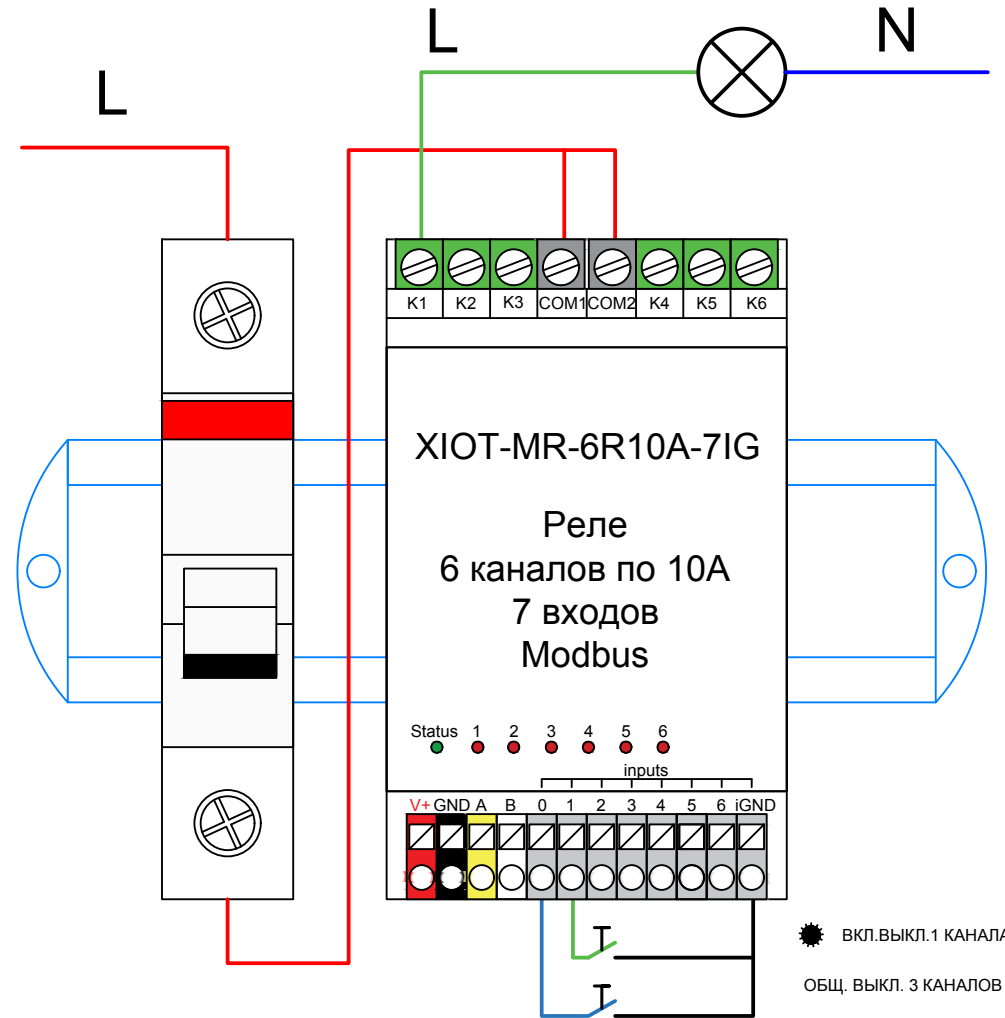 L
L
N
K1 K2 K3 COM1 COM2 K4 K5 K6
XIOT-MR-6R10A-7IG
Реле
6 каналов по 10А
7 входов
Modbus
Status 1 2 3 4 5 6
inputs
V+ GND A B 0 1 2 3 4 5 6 iGND
ВКЛ.ВЫКЛ.1 КАНАЛА
ОБЩ. ВЫКЛ. 3 КАНАЛОВ